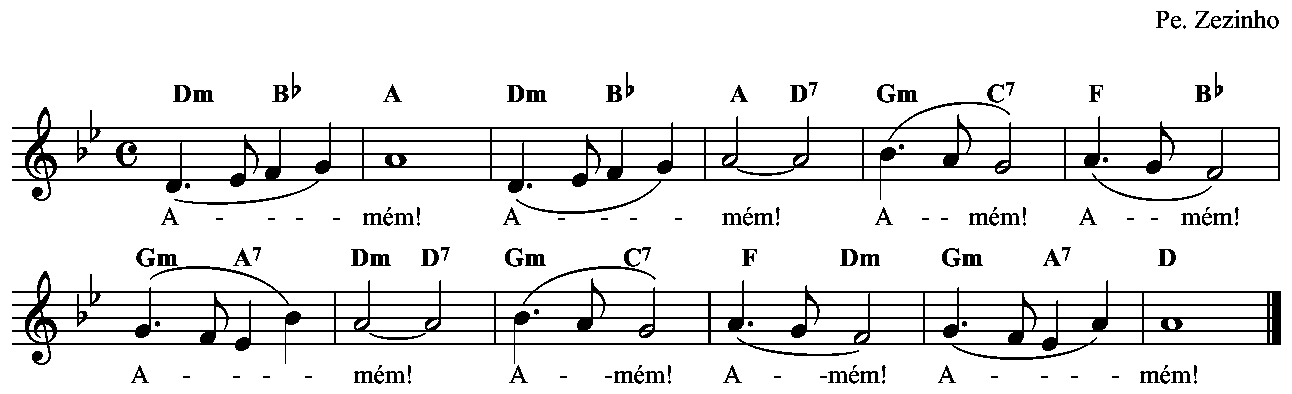 Pe. Zezinho
Dm B♭ A Dm B♭ A D7 Gm C7 F B♭
A - - - - mém! A - - - - mém! A - - mém! A - - mém!
Gm A7 Dm D7 Gm C7 F Dm Gm A7 D
A - - - - mém! A - -mém! A - -mém! A - - - - mém!